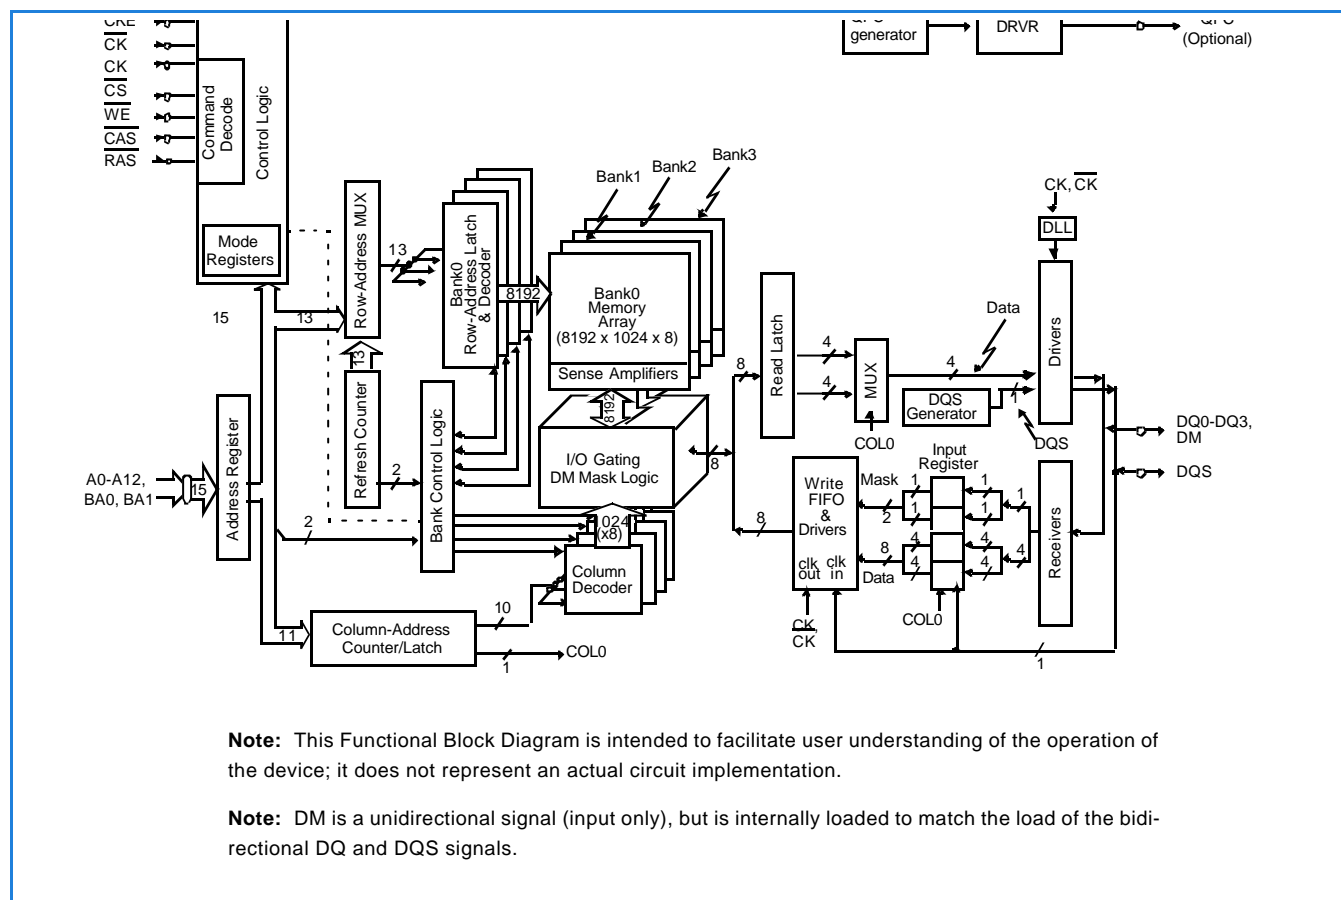 CKE
CK
CK
CS
WE
CAS
RAS
Command
Decode
Control Logic
Mode
Registers
generator
DRVR
(Optional)
15
13
Row-Address MUX
13
13
Refresh Counter
2
Bank0
Row-Address Latch
& Decoder
8192
Bank1
Bank2
Bank3
Bank0
Memory
Array
(8192 x 1024 x 8)
Sense Amplifiers
8192
I/O Gating
DM Mask Logic
8
Bank Control Logic
A0-A12,
BA0, BA1
15
Address Register
2
024
(x8)
Column
Decoder
11
Column-Address
Counter/Latch
10
1
COL0
8
Read Latch
4
4
MUX
COL0
4
Data
DQS
Generator
1
DQS
CK, CK
DLL
Drivers
DQ0-DQ3,
DM
DQS
8
Write
FIFO
&
Drivers
clk clk
out in
Mask
2
8
Data
CK,
CK
Input
Register
1
1
1
1
1
4
4
4
4
4
COL0
Receivers
1
Note: This Functional Block Diagram is intended to facilitate user understanding of the operation of
the device; it does not represent an actual circuit implementation.
Note: DM is a unidirectional signal (input only), but is internally loaded to match the load of the bidi-
rectional DQ and DQS signals.